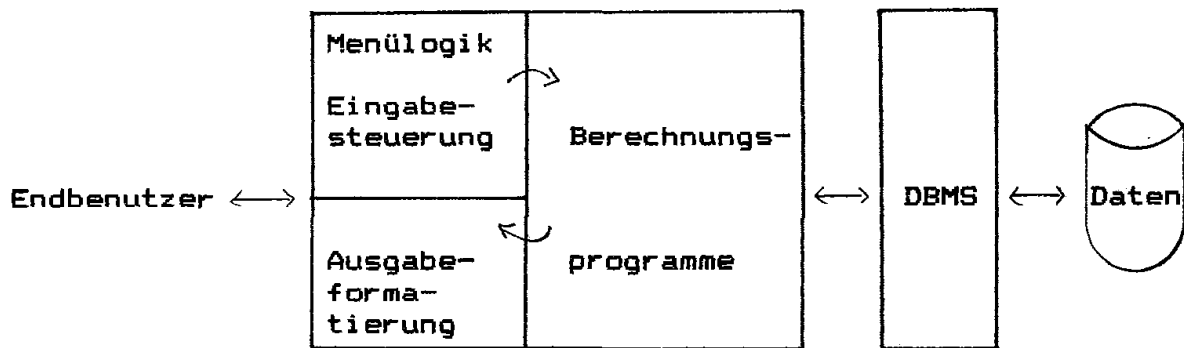 Menülogik
Eingabe-
steuerung
Berechnungs-
Endbenutzer
DBMS
Daten
Ausgabe-
forma-
tierung
programme